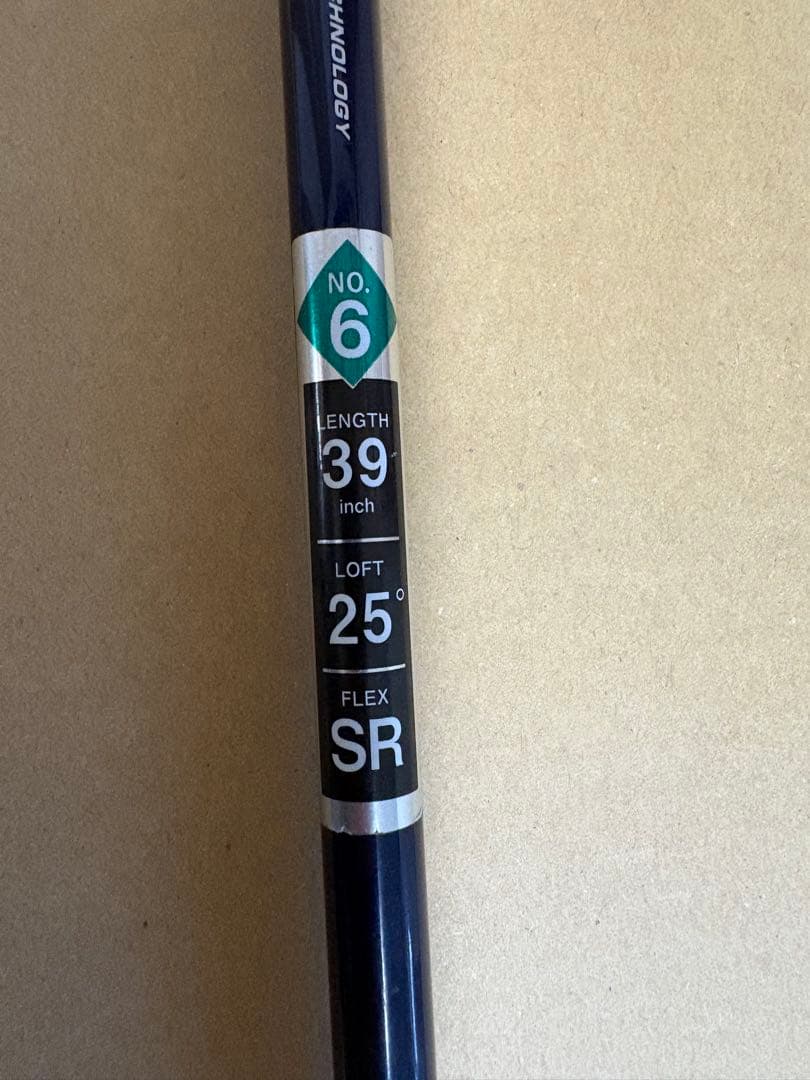 CHNOLOGY
NO.
6
LENGTH
39
inch
LOFT
25°
FLEX
SR